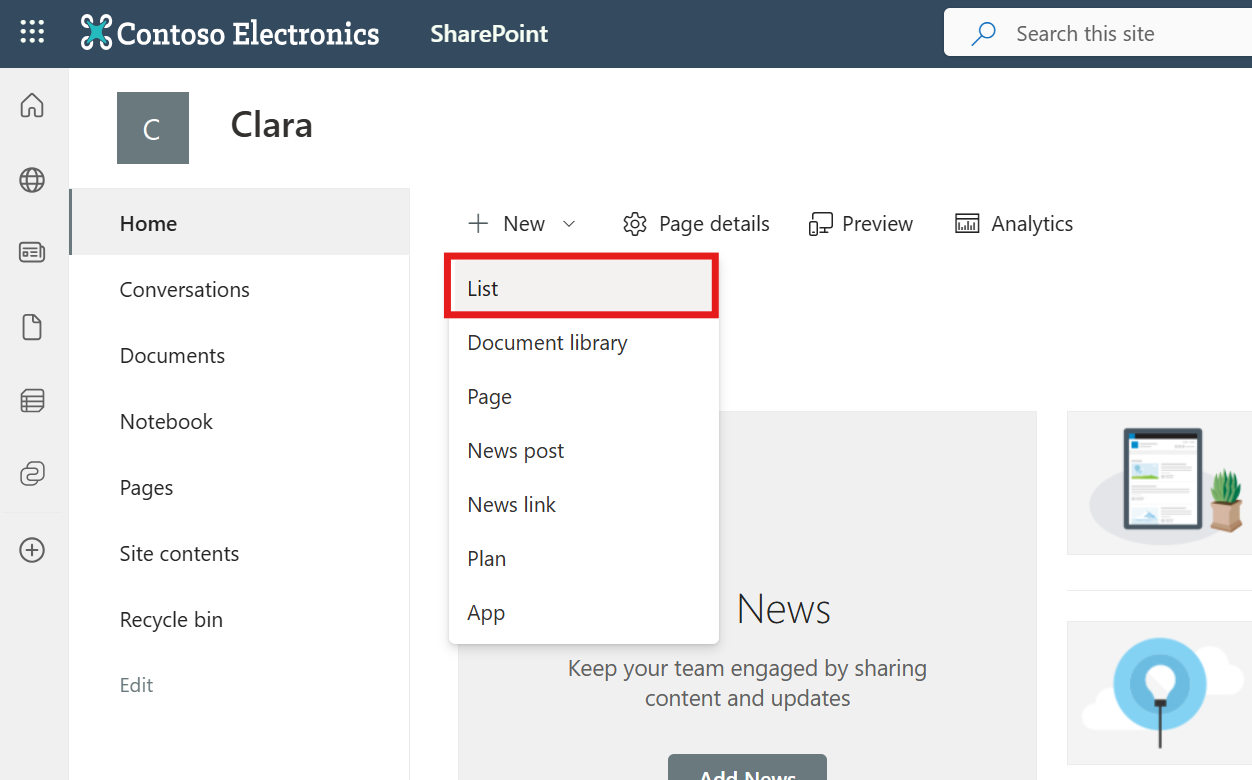 Contoso Electronics SharePoint Search this site
C Clara
Home
Conversations
Documents
Notebook
Pages
Site contents
Recycle bin
Edit
New Page details Preview Analytics
List
Document library
Page
News post
News link
Plan
App
News
Keep your team engaged by sharing
content and updates
Add News